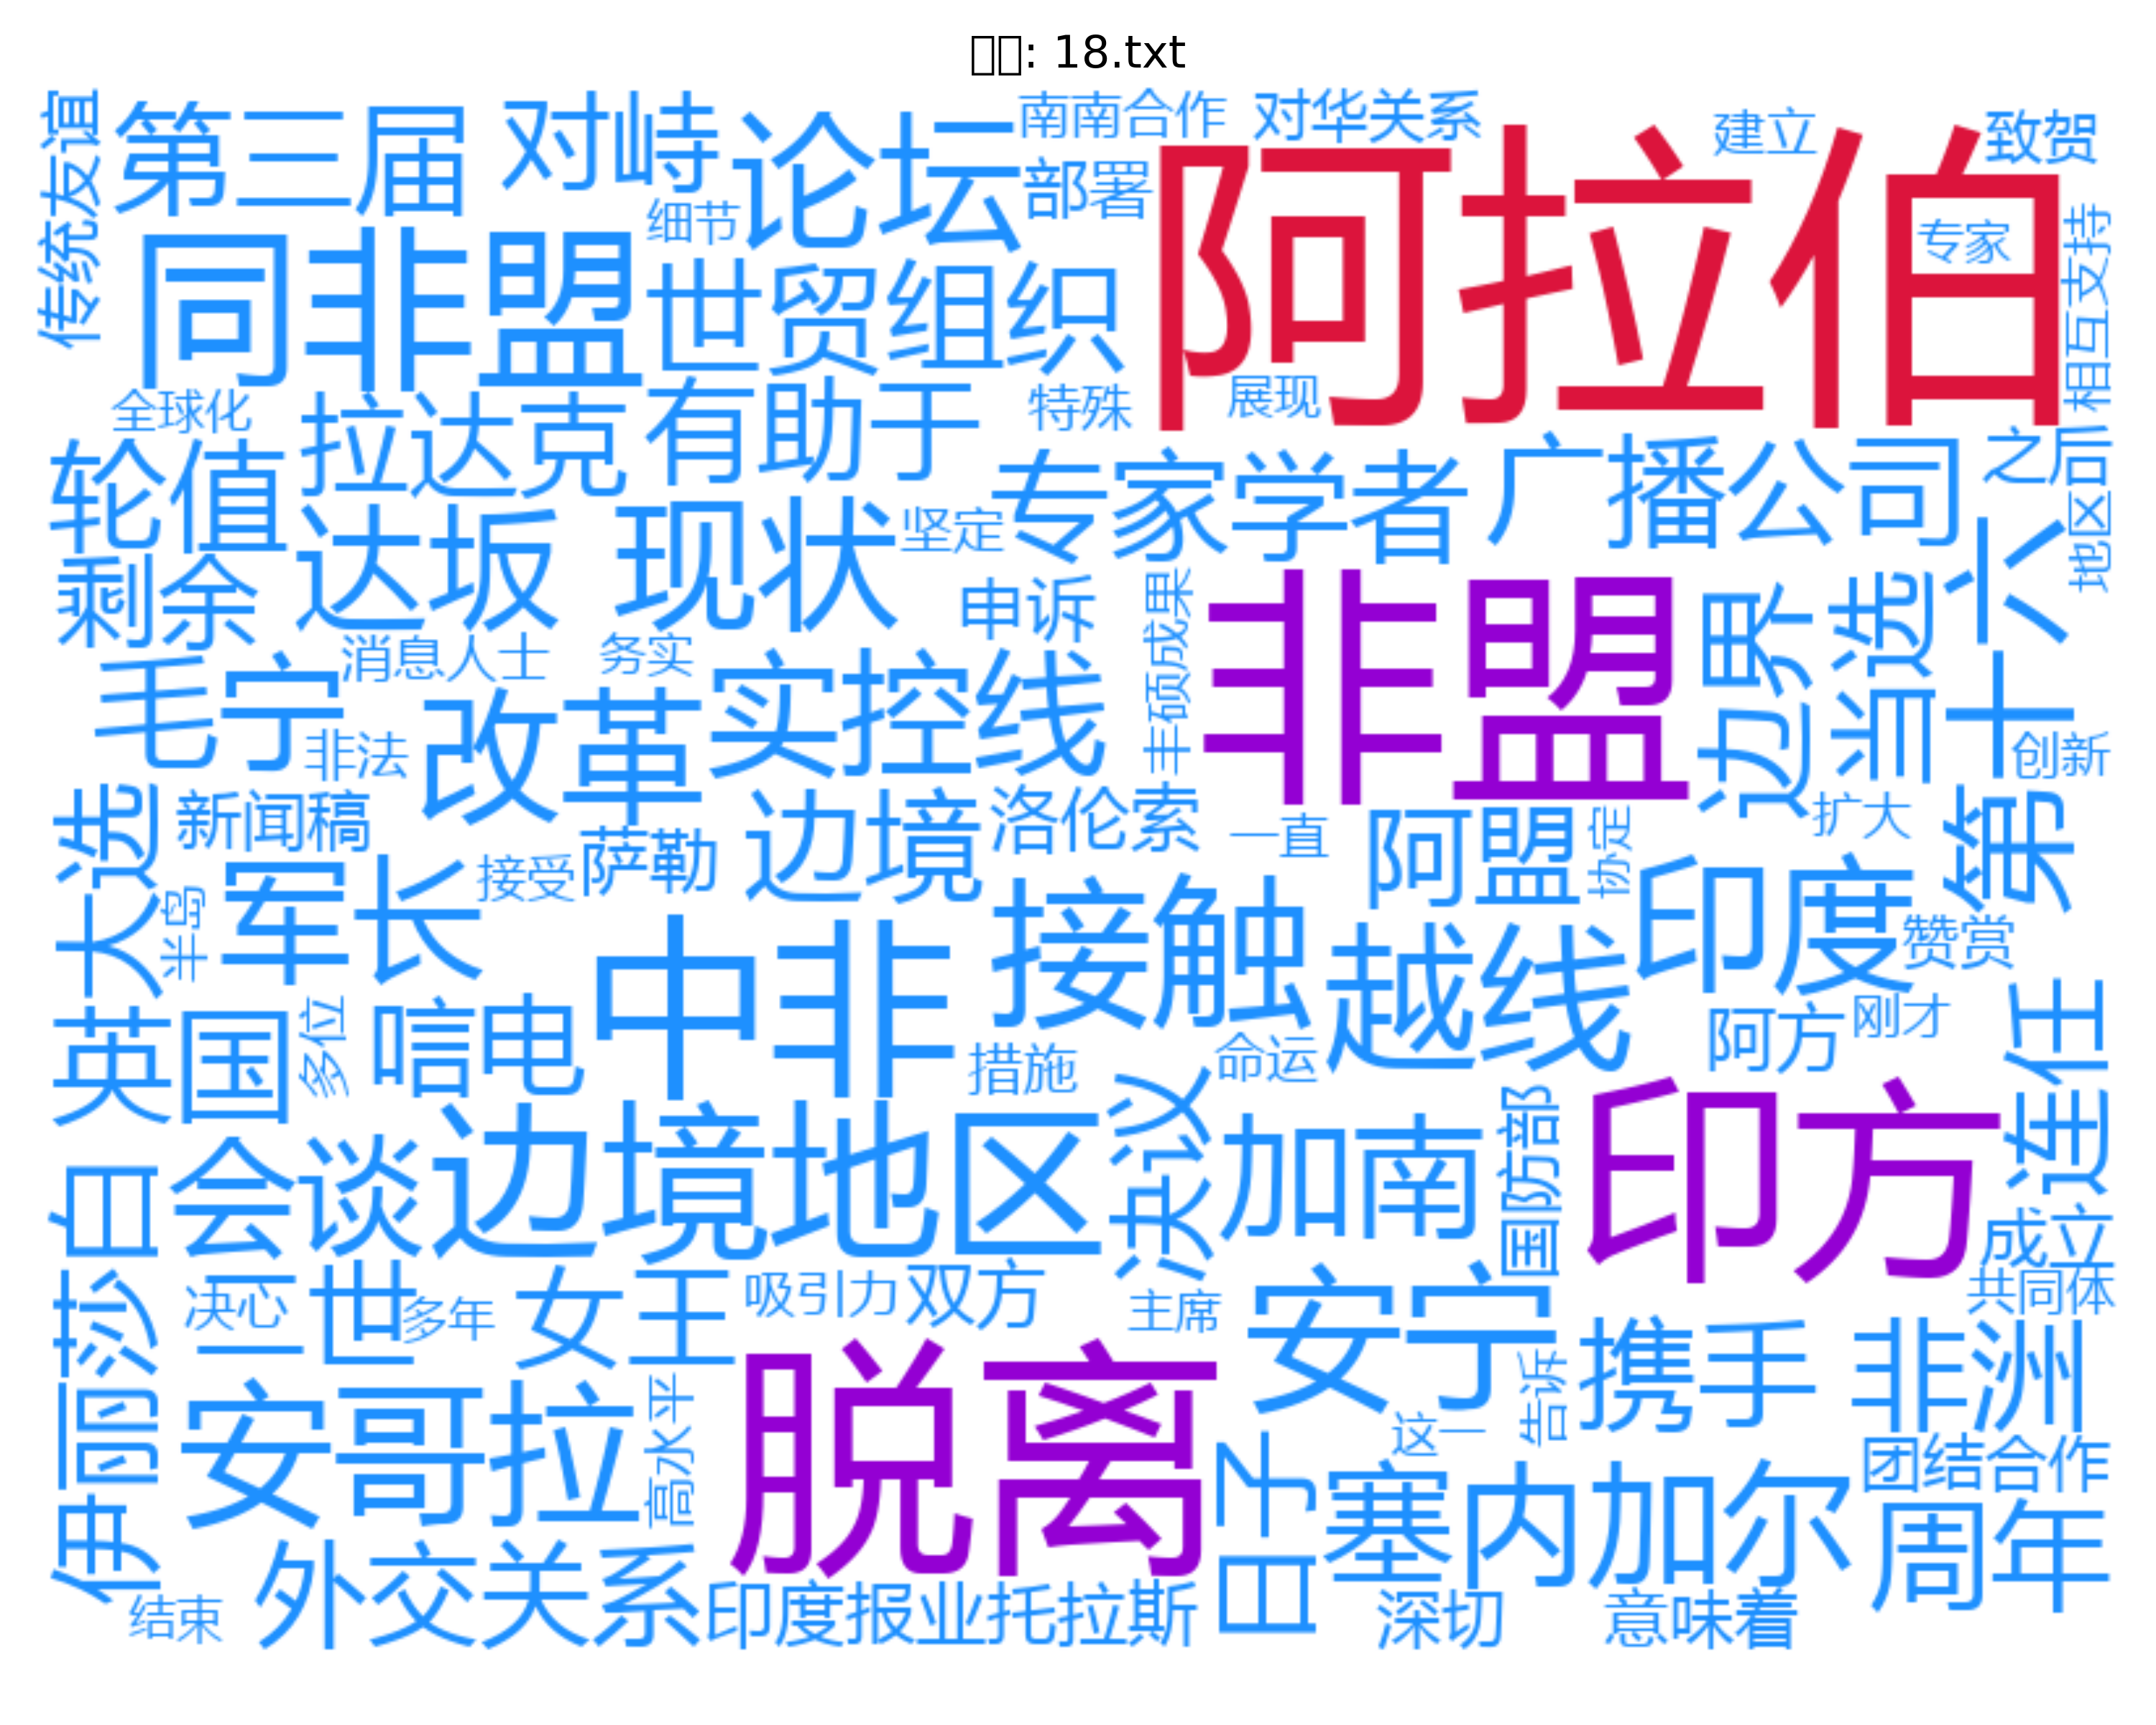 □□: 18.txt
传统友谊
第三届
对峙
论坛
南南合作
对华关系
建立
致贺
细节
部署
阿拉伯
专家
相互支持
同非盟
世贸组织
全球化
拉达克
有助于
特殊
展现
轮值
达坂
现状
坚定
专家学者
广播公司
之后
地区
剩余
申诉
丰硕成果
非盟
边界
当选
第十六
消息人士
务实
毛宁
非法
改革
实控线
创新
大选
新闻稿
萨勒
边境
洛伦索
一直
阿盟
协议
扩大
半岛
军长
接受
中非
接触
越线
印度
赞赏
英国
多位
信电
措施
命运
阿方
刚才
连任
伊丽莎白
会谈
边境地区
决议
加南
国防部
印方
成立
共同体
决心
二世
多年
女王
吸引力
双方
主席
安宁
告诉
携手
非洲
安哥拉
高水平
脱离
这一
日下
塞内加尔
团结合作
周年
结束
外交关系
印度报业托拉斯
深切
意味着